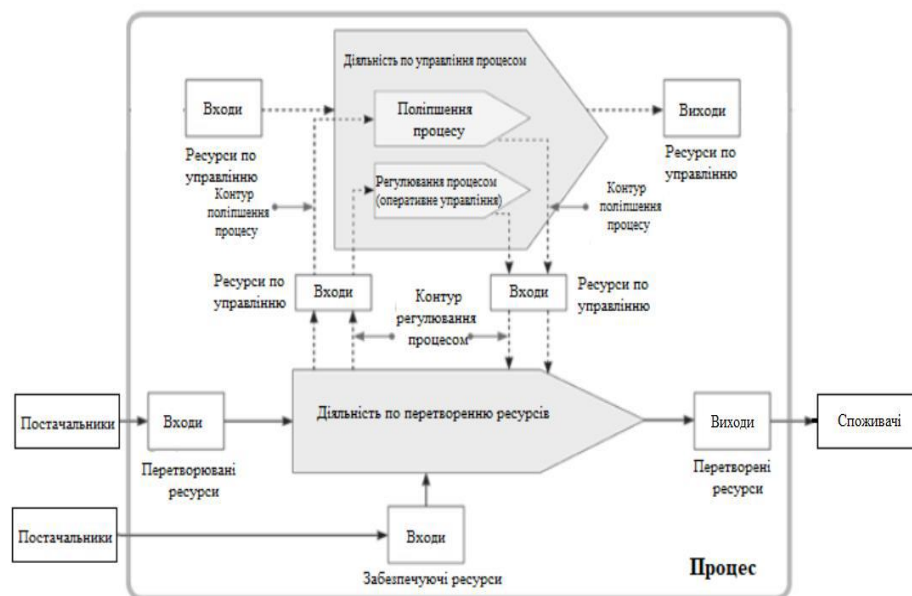 Діяльність по управління процесом
Входи
Поліпшення
процесу
Виходи
Ресурси по
управлінню
Ресурси по
управлінню
Контур
поліпшення
процесу
Регулювання процесом
(оперативне управління)
Контур
поліпшення
процесу
Ресурси по
управлінню
Входи
Контур
регулювання
процесом
Входи
Ресурси по
управлінню
Постачальники
Входи
Діяльність по перетворенню ресурсів
Виходи
Споживачі
Перетворювані
ресурси
Перетворені
ресурси
Постачальники
Входи
Забезпечуючі ресурси
Процес